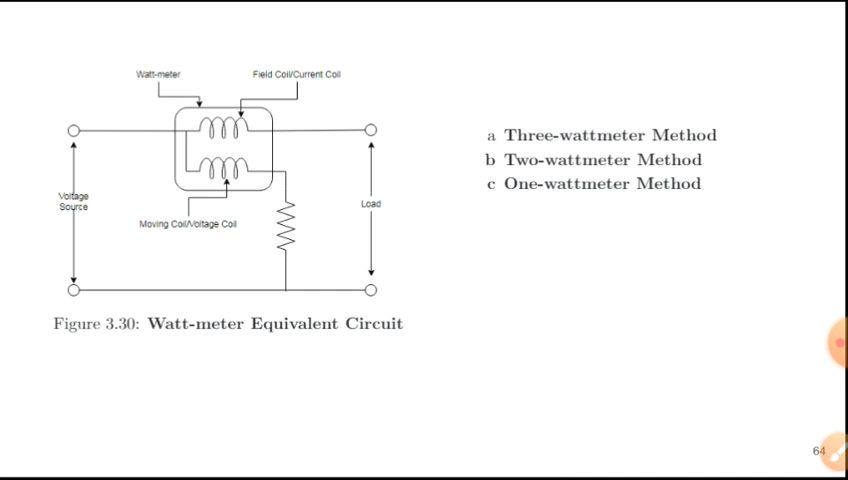 Watt-meter
Field Coil/Current Coil
Voltage
Source
Load
Moving Coil/Voltage Coil
Figure 3.30: Watt-meter Equivalent Circuit
a Three-wattmeter Method
b Two-wattmeter Method
c One-wattmeter Method
64